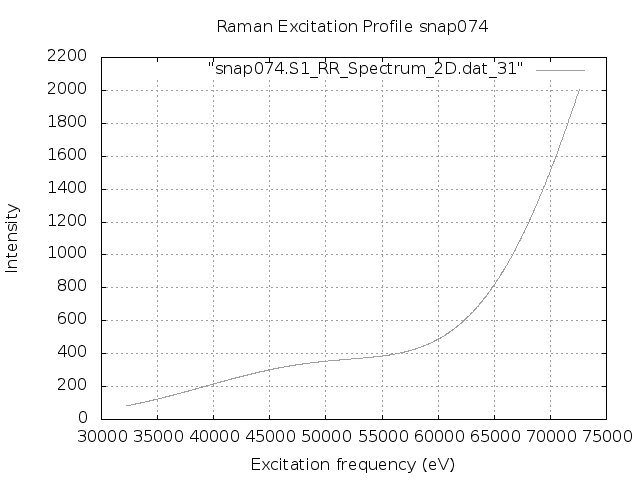 Raman Excitation Profile snap074
"snap074.S1_RR_Spectrum_2D.dat_31"
2200
2000
1800
1600
1400
1200
1000
800
600
400
200
0
Intensity
30000 35000 40000 45000 50000 55000 60000 65000 70000 75000
Excitation frequency (eV)